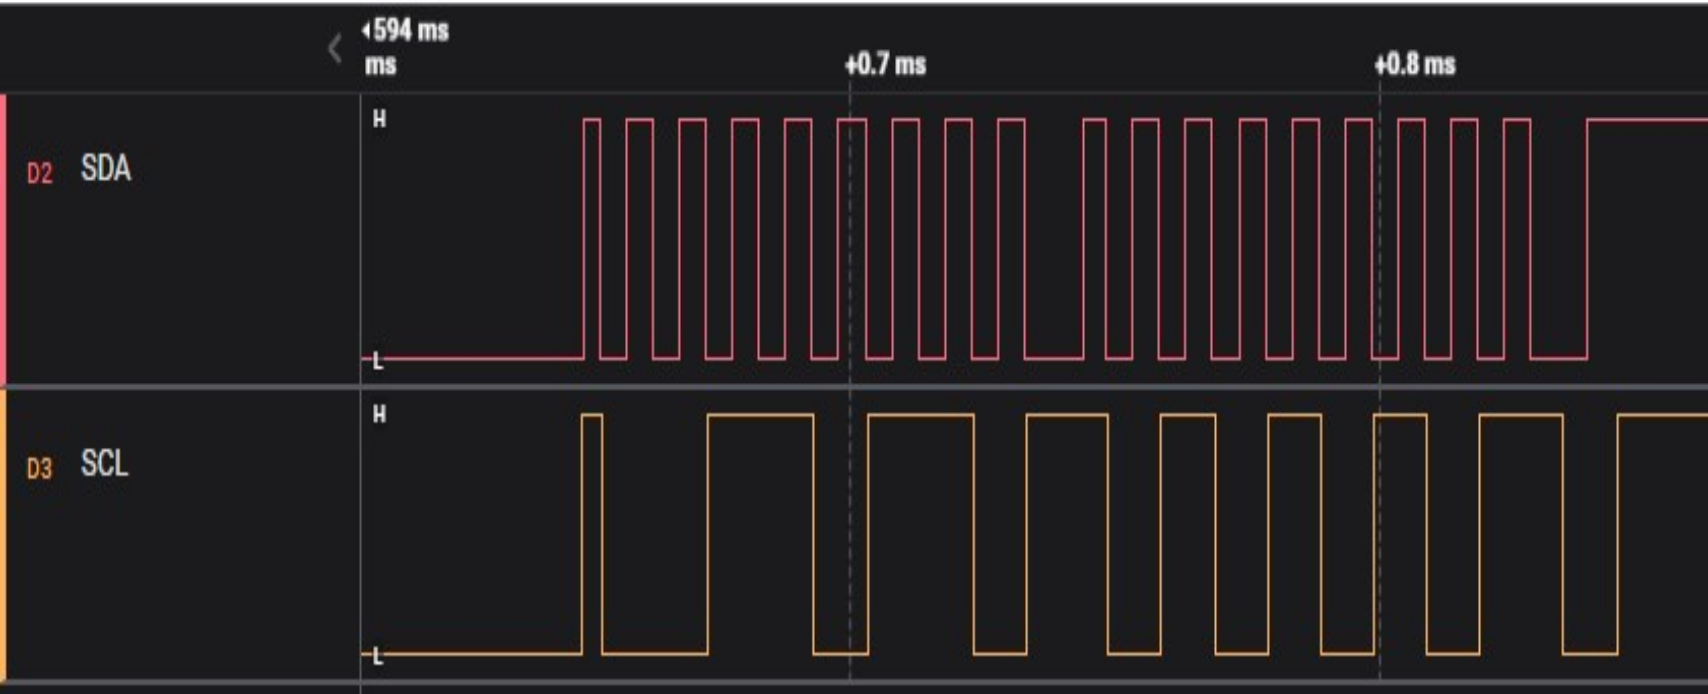 ◂594 ms
ms
+0.7 ms
+0.8 ms
D2 SDA
H
L
D3 SCL
H
L